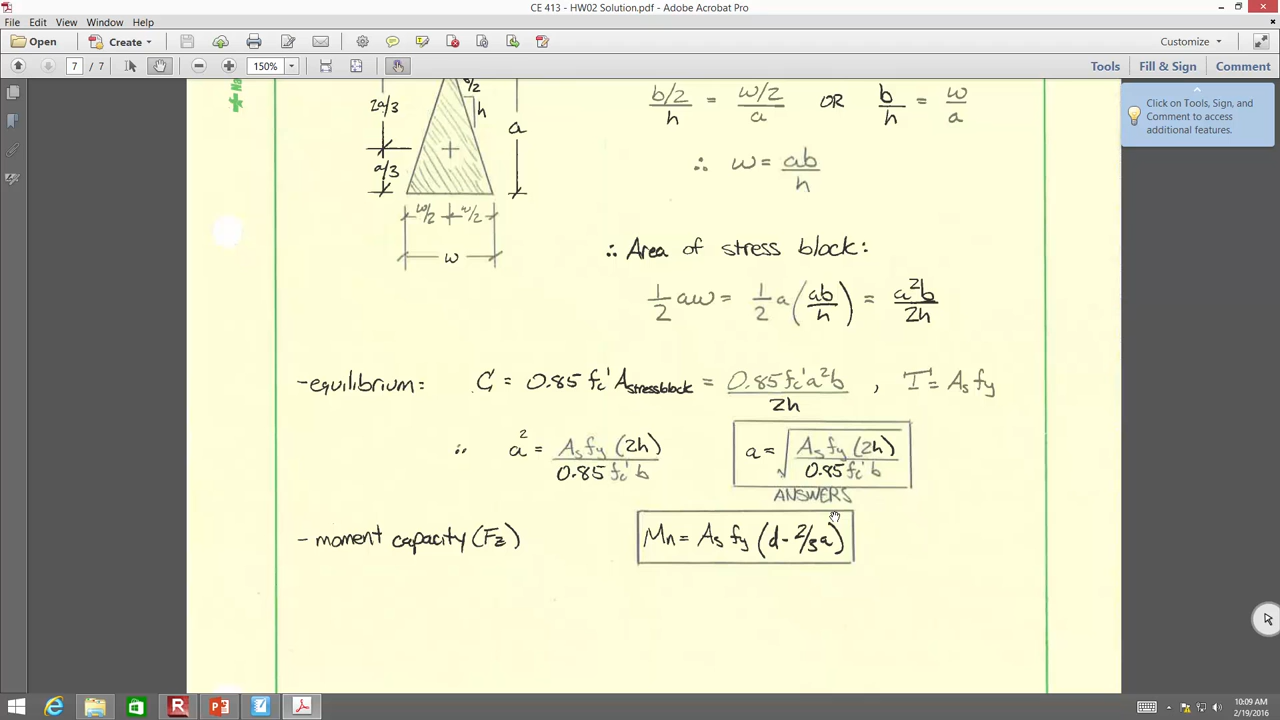 CE 413 - HW02 Solution.pdf - Adobe Acrobat Pro
File Edit View Window Help
Open Create Customize
7 / 7 150% Tools Fill & Sign Comment
Click on Tools, Sign, and
Comment to access
additional features.
2a/3
b/2
h
a
a/3
w/2 w/2
w
b/2 / h = w/2 / a OR b/h = w/a
∴ w = ab/h
∴ Area of stress block:
1/2 aw = 1/2 a (ab/h) = a²b/2h
- equilibrium: C = 0.85 fc' A stress block = 0.85 fc' a² b / 2h , T = As fy
∴ a² = As fy (2h) / 0.85 fc' b
a = √(As fy (2h) / 0.85 fc' b)
ANSWERS
- moment capacity (Fz) Mn = As fy (d - 2/3 a)
10:09 AM
2/19/2016